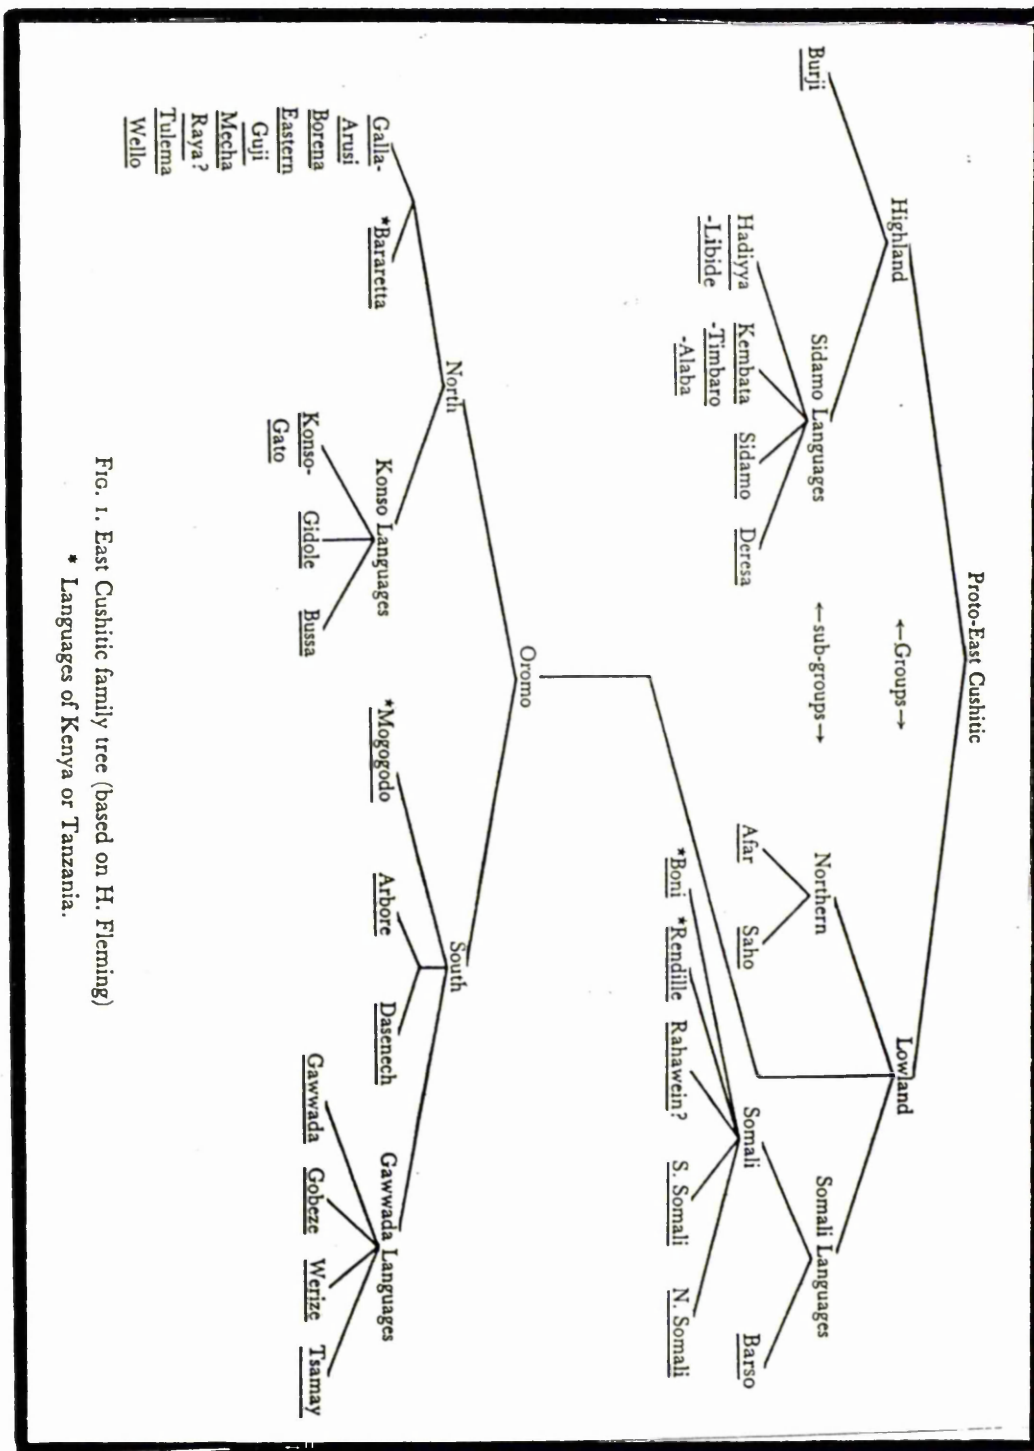 Proto-East Cushitic
←Groups→
Highland
Lowland
←sub-groups→
Burji
Sidamo Languages
Northern
Somali Languages
Hadiyya
-Libide
Kembata
-Timbaro
-Alaba
Sidamo
Deresa
Afar
Saho
Somali
Barso
*Boni
*Rendille
Rahawein?
S. Somali
N. Somali
Oromo
North
South
Galla-
Arusi
Borena
Eastern
Guji
Mecha
Raya?
Tulema
Wello
*Bararetta
Konso Languages
Konso-
Gato
Gidole
Bussa
*Mogogodo
Arbore
Dasenech
Gawwada Languages
Gawwada
Gobeze
Werize
Tsamay
FIG. 1. East Cushitic family tree (based on H. Fleming)
* Languages of Kenya or Tanzania.